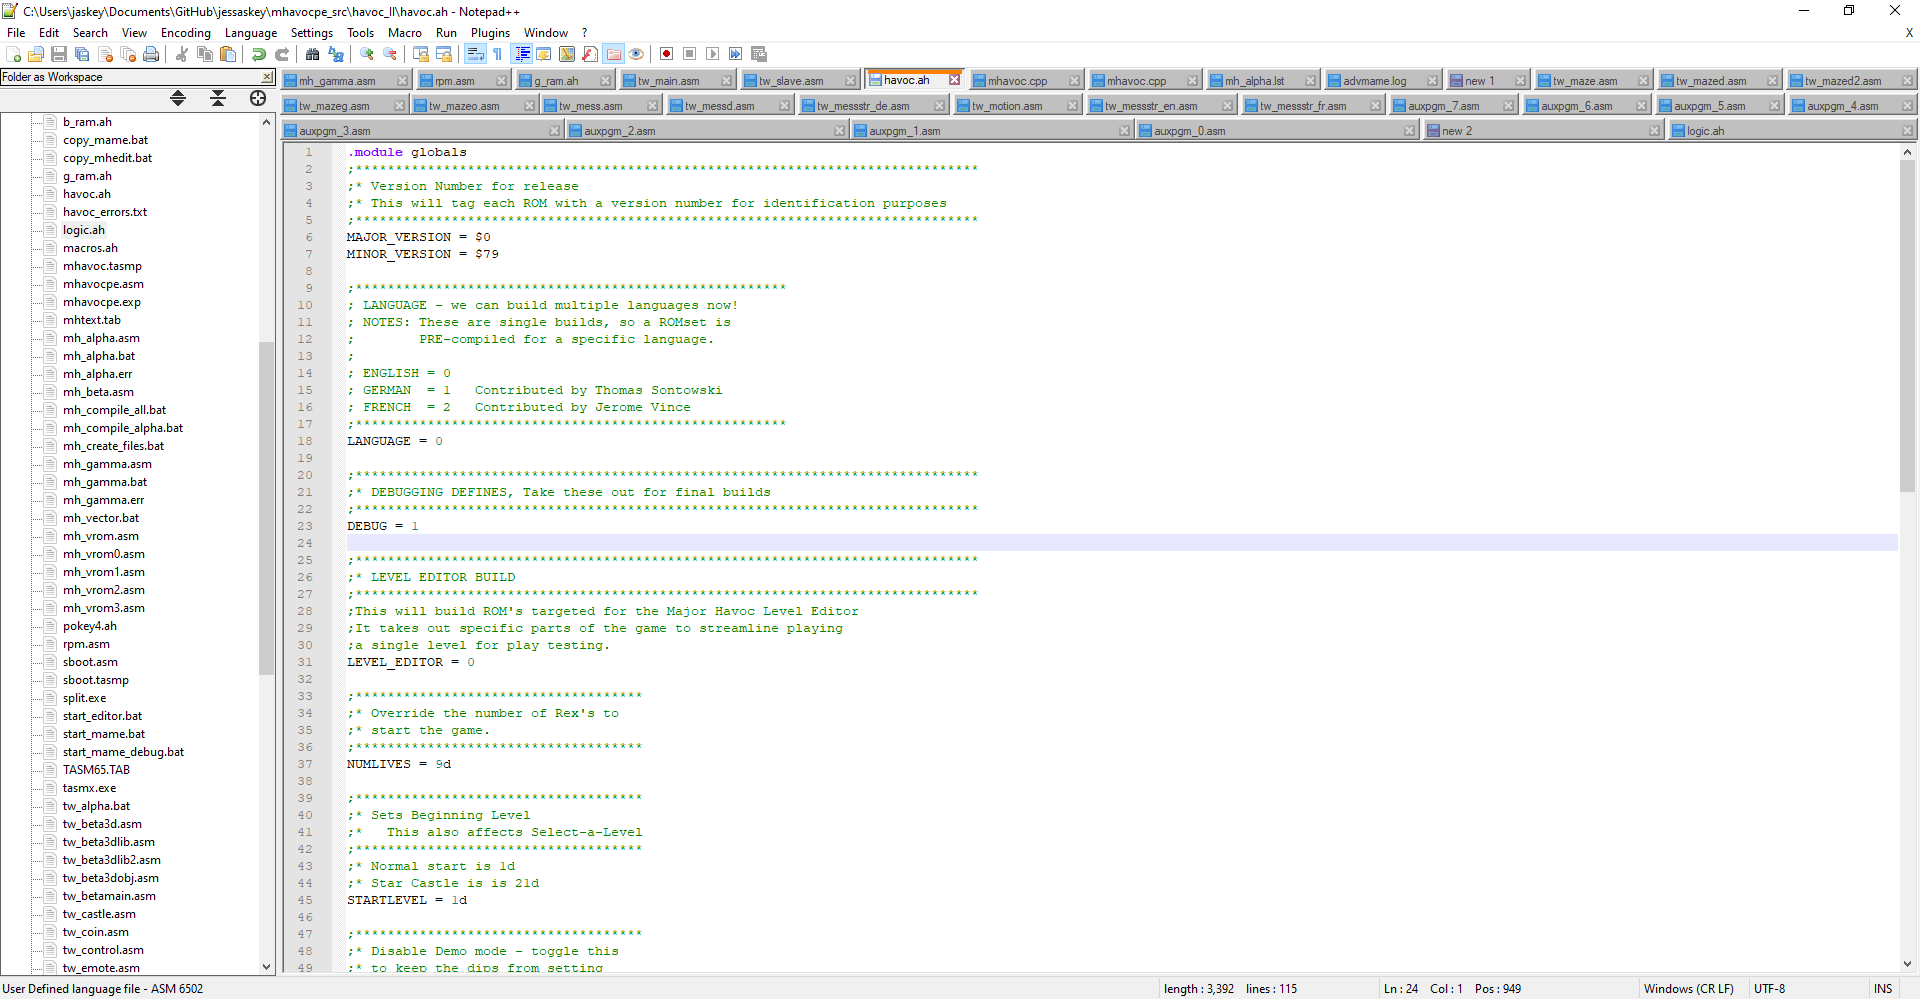 C:\Users\jaskey\Documents\GitHub\jessaskey\mhavocpe_src\havoc_II\havoc.ah - Notepad++
File Edit Search View Encoding Language Settings Tools Macro Run Plugins Window ? X
Folder as Workspace
mh_gamma.asm rpm.asm g_ram.ah tw_main.asm tw_slave.asm havoc.ah mhavoc.cpp mhavoc.cpp mh_alpha.lst advmame.log new 1 tw_maze.asm tw_mazed.asm tw_mazed2.asm
tw_mazeg.asm tw_mazeo.asm tw_mess.asm tw_messd.asm tw_messstr_de.asm tw_motion.asm tw_messstr_en.asm tw_messstr_fr.asm auxpgm_7.asm auxpgm_6.asm auxpgm_5.asm auxpgm_4.asm
auxpgm_3.asm auxpgm_2.asm auxpgm_1.asm auxpgm_0.asm new 2 logic.ah
b_ram.ah
copy_mame.bat
copy_mhedit.bat
g_ram.ah
havoc.ah
havoc_errors.txt
logic.ah
macros.ah
mhavoc.tasmp
mhavocpe.asm
mhavocpe.exp
mhtext.tab
mh_alpha.asm
mh_alpha.bat
mh_alpha.err
mh_beta.asm
mh_compile_all.bat
mh_compile_alpha.bat
mh_create_files.bat
mh_gamma.asm
mh_gamma.bat
mh_gamma.err
mh_vector.bat
mh_vrom.asm
mh_vrom0.asm
mh_vrom1.asm
mh_vrom2.asm
mh_vrom3.asm
pokey4.ah
rpm.asm
sboot.asm
sboot.tasmp
split.exe
start_editor.bat
start_mame.bat
start_mame_debug.bat
TASM65.TAB
tasmx.exe
tw_alpha.bat
tw_beta3d.asm
tw_beta3dlib.asm
tw_beta3dlib2.asm
tw_beta3dobj.asm
tw_betamain.asm
tw_castle.asm
tw_coin.asm
tw_control.asm
tw_emote.asm
1 .module globals
2 ;******************************************************************************
3 ;* Version Number for release
4 ;* This will tag each ROM with a version number for identification purposes
5 ;******************************************************************************
6 MAJOR_VERSION = $0
7 MINOR_VERSION = $79
8
9 ;******************************************************
10 ; LANGUAGE - we can build multiple languages now!
11 ; NOTES: These are single builds, so a ROMset is
12 ;        PRE-compiled for a specific language.
13 ;
14 ; ENGLISH = 0
15 ; GERMAN  = 1   Contributed by Thomas Sontowski
16 ; FRENCH  = 2   Contributed by Jerome Vince
17 ;******************************************************
18 LANGUAGE = 0
19
20 ;******************************************************************************
21 ;* DEBUGGING DEFINES, Take these out for final builds
22 ;******************************************************************************
23 DEBUG = 1
24
25 ;******************************************************************************
26 ;* LEVEL EDITOR BUILD
27 ;******************************************************************************
28 ;This will build ROM's targeted for the Major Havoc Level Editor
29 ;It takes out specific parts of the game to streamline playing
30 ;a single level for play testing.
31 LEVEL_EDITOR = 0
32
33 ;************************************
34 ;* Override the number of Rex's to
35 ;* start the game.
36 ;************************************
37 NUMLIVES = 9d
38
39 ;************************************
40 ;* Sets Beginning Level
41 ;*   This also affects Select-a-Level
42 ;************************************
43 ;* Normal start is 1d
44 ;* Star Castle is is 21d
45 STARTLEVEL = 1d
46
47 ;************************************
48 ;* Disable Demo mode - toggle this
49 ;* to keep the dips from setting
User Defined language file - ASM 6502 length : 3,392 lines : 115 Ln : 24 Col : 1 Pos : 949 Windows (CR LF) UTF-8 INS